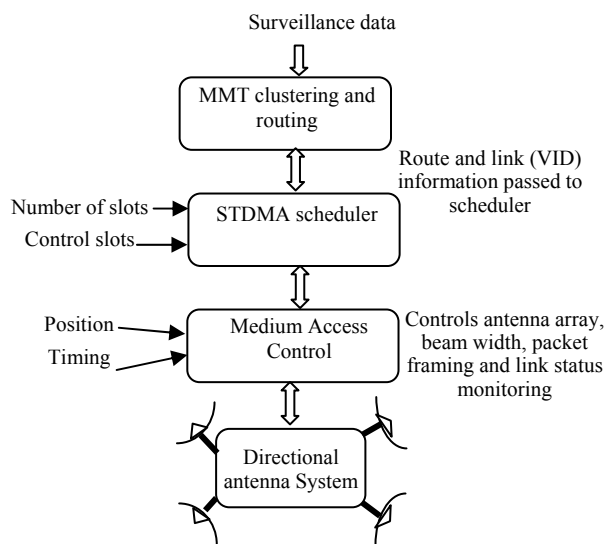 Surveillance data
MMT clustering and
routing
Route and link (VID)
information passed to
scheduler
Number of slots
STDMA scheduler
Control slots
Position
Timing
Medium Access
Control
Controls antenna array,
beam width, packet
framing and link status
monitoring
Directional
antenna System